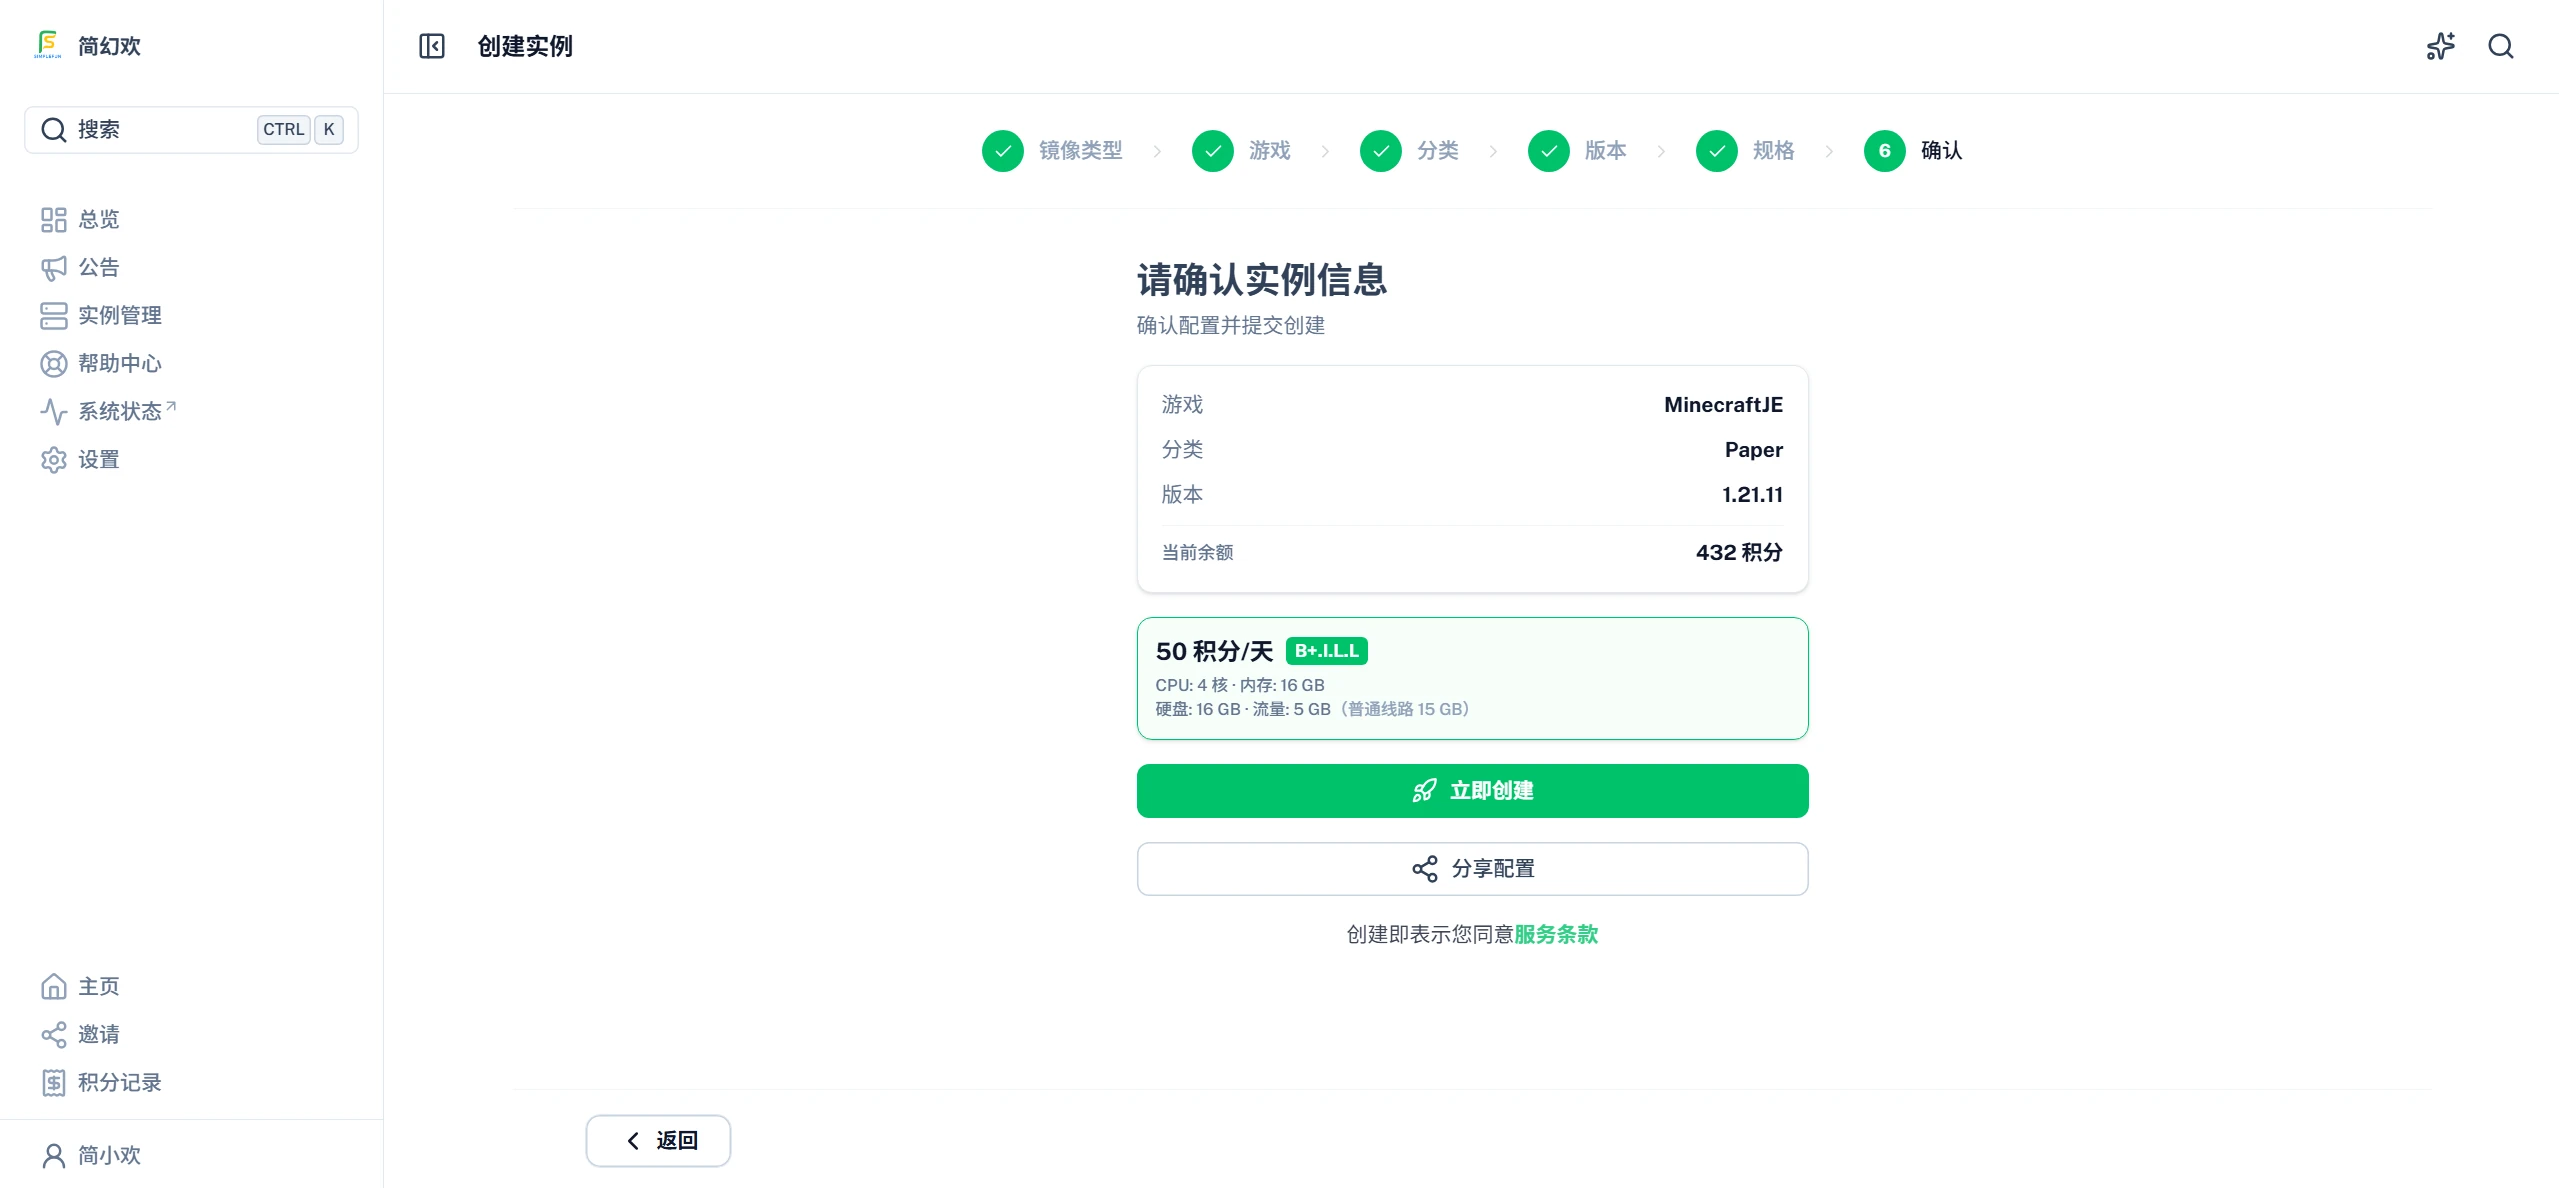 SIMPLEFUN
简幻欢
搜索 CTRL K
总览
公告
实例管理
帮助中心
系统状态
设置
主页
邀请
积分记录
简小欢
创建实例
镜像类型
游戏
分类
版本
规格
6 确认
请确认实例信息
确认配置并提交创建
游戏 MinecraftJE
分类 Paper
版本 1.21.11
当前余额 432 积分
50 积分/天 B+.I.L.L
CPU: 4 核 · 内存: 16 GB
硬盘: 16 GB · 流量: 5 GB（普通线路 15 GB）
立即创建
分享配置
创建即表示您同意服务条款
返回